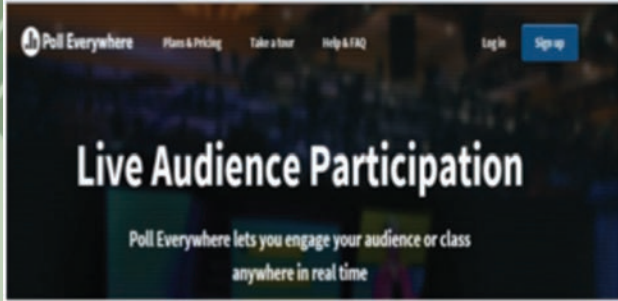 Poll Everywhere Plans & Pricing Take a tour Help & FAQ Log in Sign up
Live Audience Participation
Poll Everywhere lets you engage your audience or class
anywhere in real time